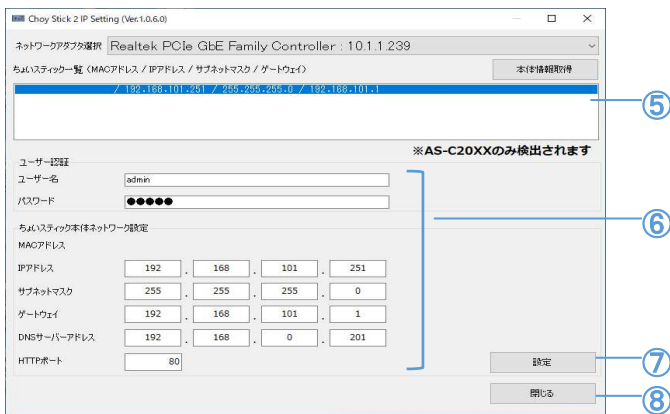 Choy Stick 2 IP Setting (Ver.1.0.6.0)
ネットワークアダプタ選択 Realtek PCIe GbE Family Controller : 10.1.1.239
ちょいスティック一覧 (MACアドレス / IPアドレス / サブネットマスク / ゲートウェイ) 本体情報取得
/ 192.168.101.251 / 255.255.255.0 / 192.168.101.1
⑤
※AS-C20XXのみ検出されます
ユーザー認証
ユーザー名 admin
パスワード ●●●●●
⑥
ちょいスティック本体ネットワーク設定
MACアドレス
IPアドレス 192 . 168 . 101 . 251
サブネットマスク 255 . 255 . 255 . 0
ゲートウェイ 192 . 168 . 101 . 1
DNSサーバーアドレス 192 . 168 . 0 . 201
HTTPポート 80 設定 ⑦
閉じる ⑧